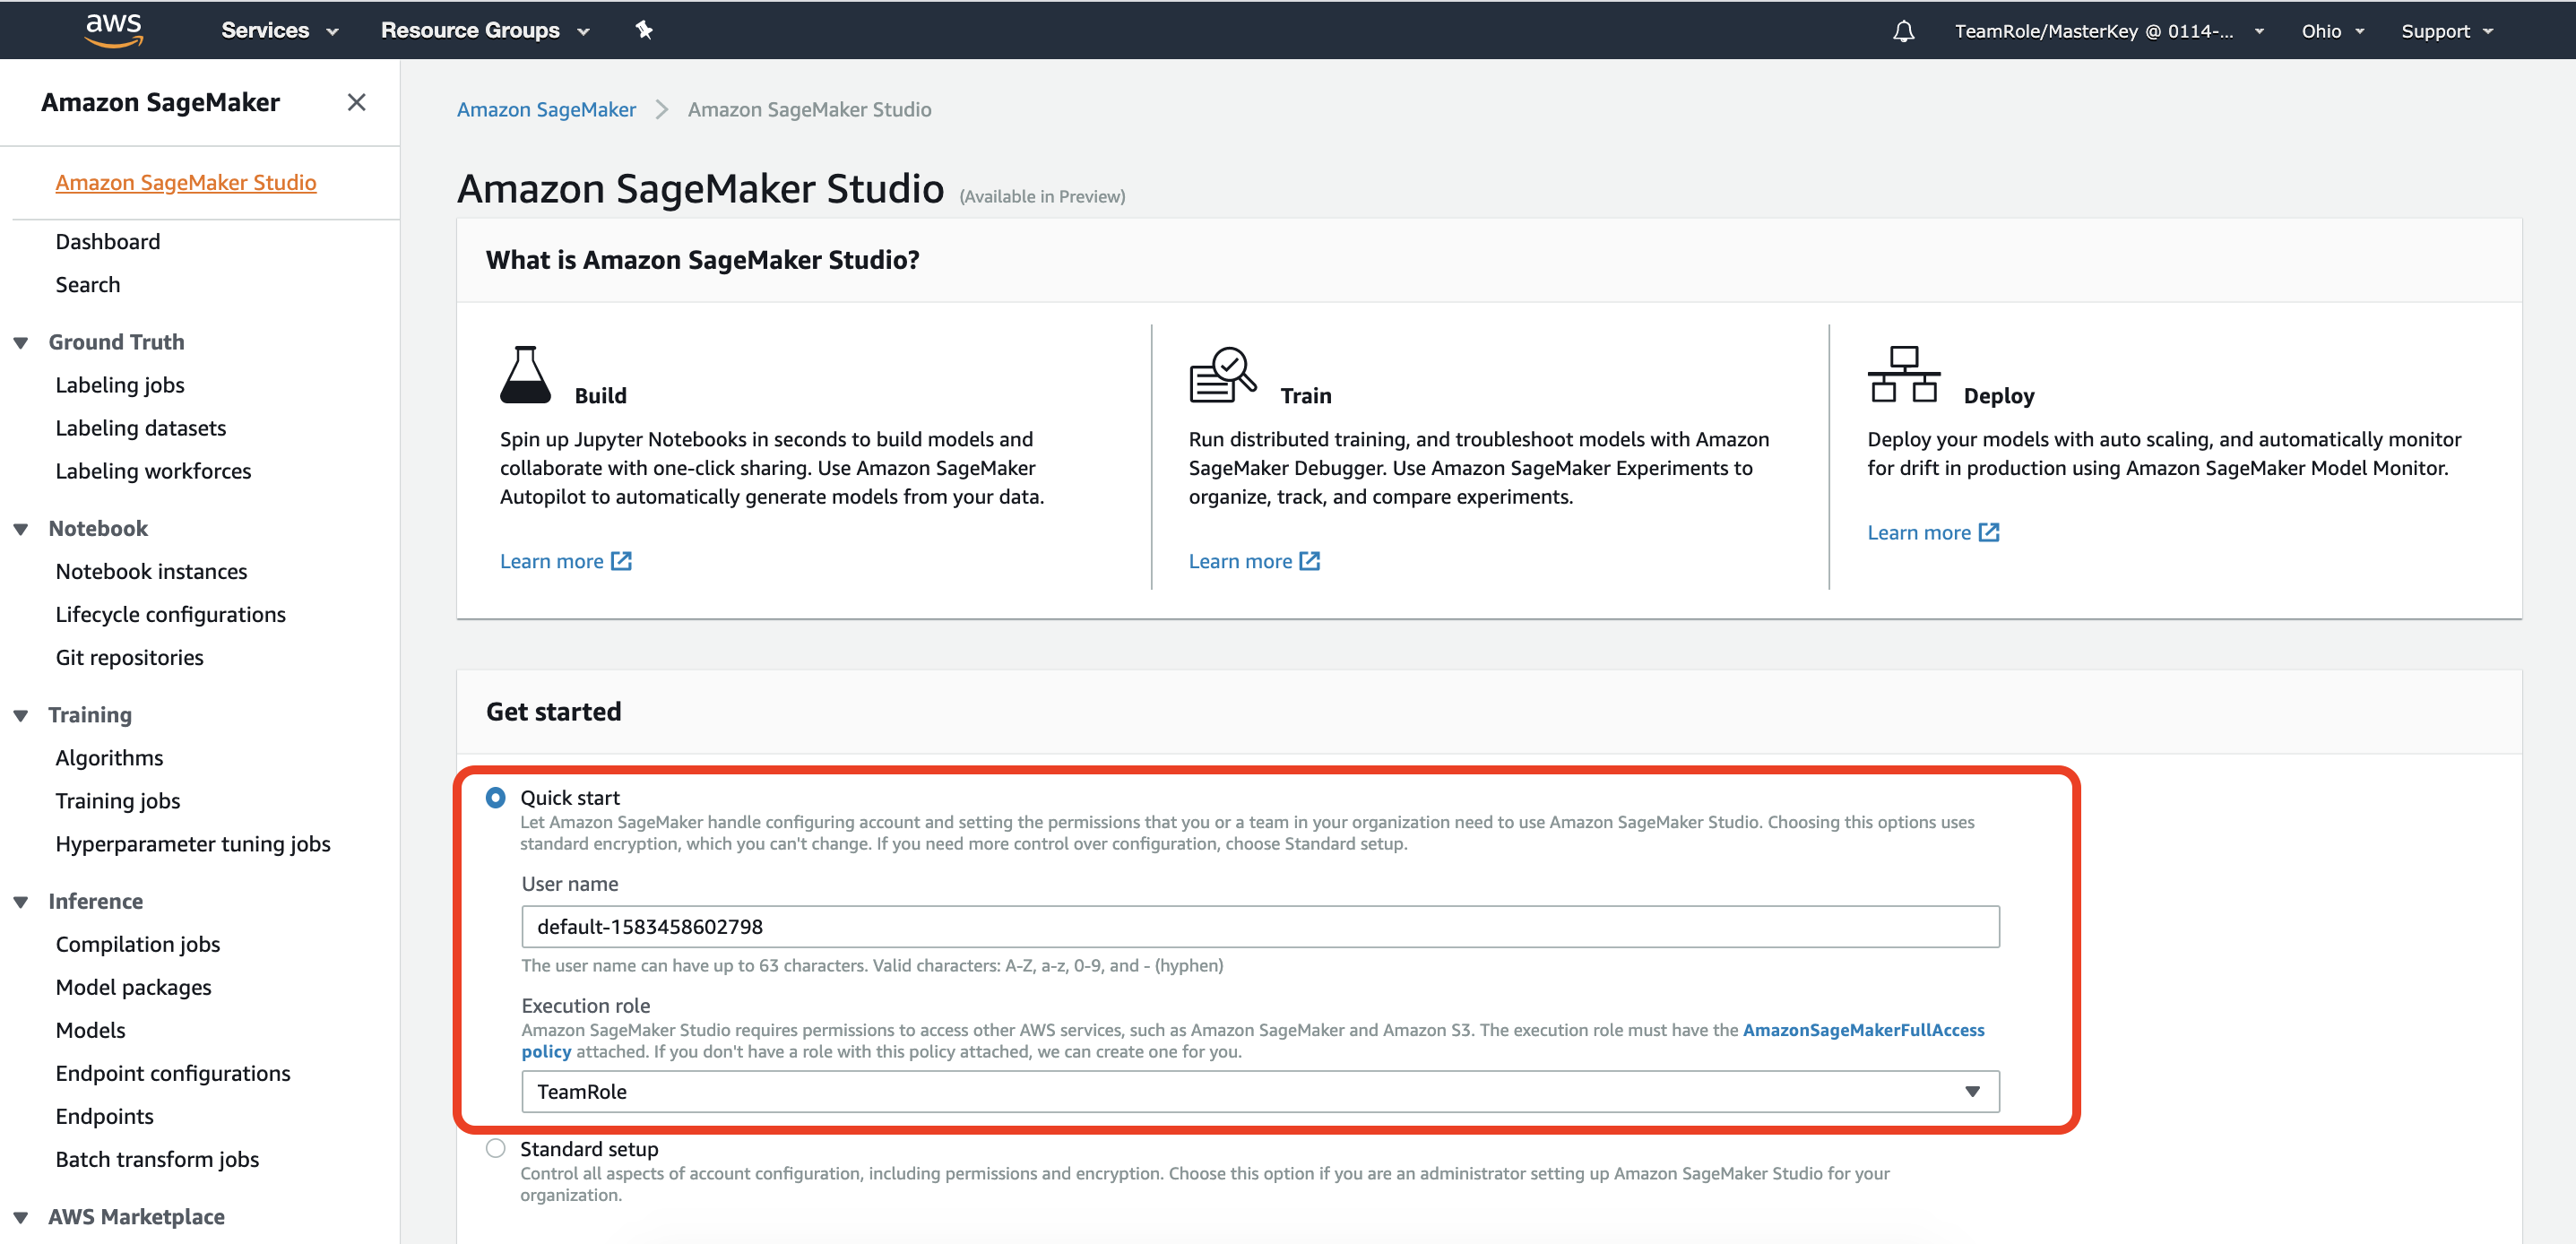 aws
Services
Resource Groups
TeamRole/MasterKey @ 0114-...
Ohio
Support
Amazon SageMaker
Amazon SageMaker Studio
Dashboard
Search
Ground Truth
Labeling jobs
Labeling datasets
Labeling workforces
Notebook
Notebook instances
Lifecycle configurations
Git repositories
Training
Algorithms
Training jobs
Hyperparameter tuning jobs
Inference
Compilation jobs
Model packages
Models
Endpoint configurations
Endpoints
Batch transform jobs
AWS Marketplace
Amazon SageMaker
Amazon SageMaker Studio
Amazon SageMaker Studio (Available in Preview)
What is Amazon SageMaker Studio?
Build
Spin up Jupyter Notebooks in seconds to build models and
collaborate with one-click sharing. Use Amazon SageMaker
Autopilot to automatically generate models from your data.
Learn more
Train
Run distributed training, and troubleshoot models with Amazon
SageMaker Debugger. Use Amazon SageMaker Experiments to
organize, track, and compare experiments.
Learn more
Deploy
Deploy your models with auto scaling, and automatically monitor
for drift in production using Amazon SageMaker Model Monitor.
Learn more
Get started
Quick start
Let Amazon SageMaker handle configuring account and setting the permissions that you or a team in your organization need to use Amazon SageMaker Studio. Choosing this options uses
standard encryption, which you can't change. If you need more control over configuration, choose Standard setup.
User name
default-1583458602798
The user name can have up to 63 characters. Valid characters: A-Z, a-z, 0-9, and - (hyphen)
Execution role
Amazon SageMaker Studio requires permissions to access other AWS services, such as Amazon SageMaker and Amazon S3. The execution role must have the AmazonSageMakerFullAccess
policy attached. If you don't have a role with this policy attached, we can create one for you.
TeamRole
Standard setup
Control all aspects of account configuration, including permissions and encryption. Choose this option if you are an administrator setting up Amazon SageMaker Studio for your
organization.